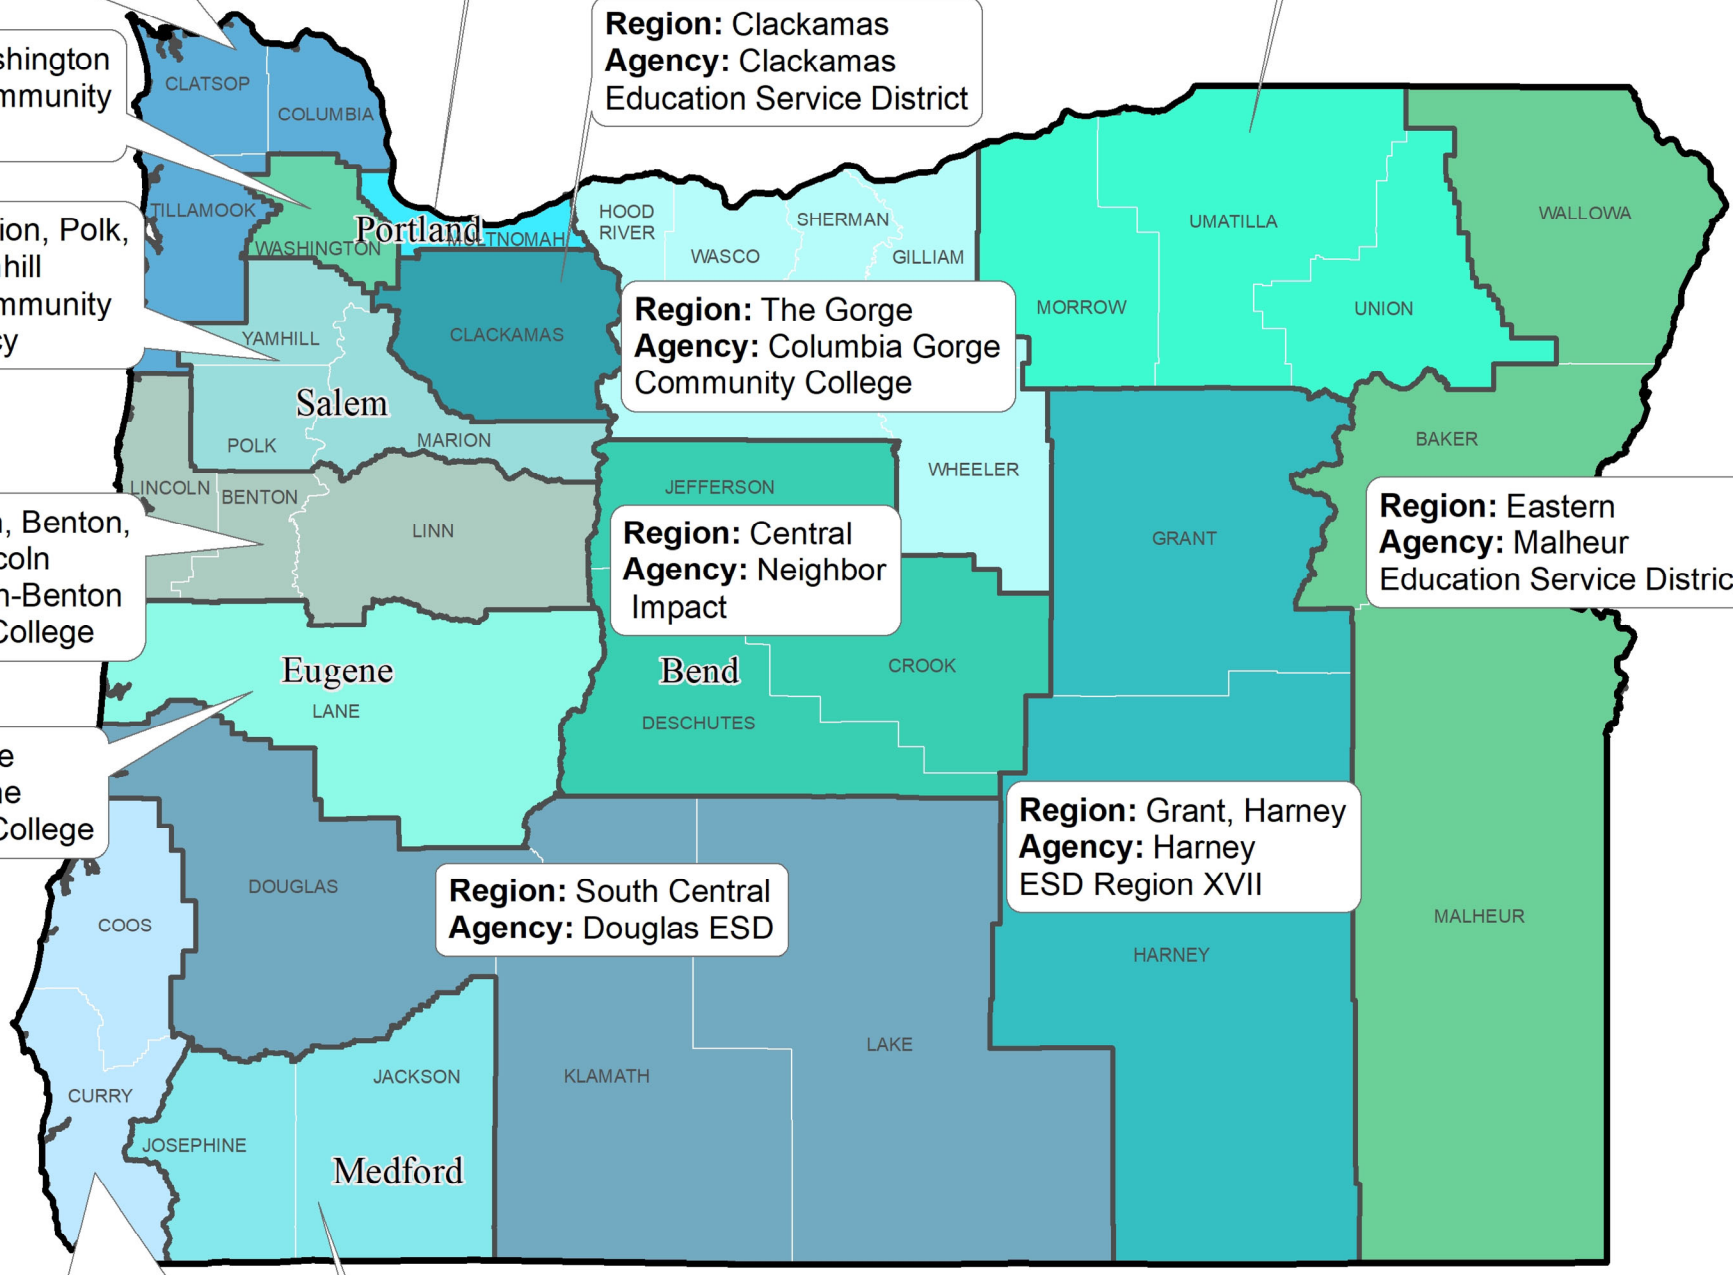 Region: Clackamas
Agency: Clackamas
Education Service District
shington
mmunity
CLATSOP
COLUMBIA
TILLAMOOK
WASHINGTON
Portland
MULTNOMAH
HOOD
RIVER
WASCO
SHERMAN
GILLIAM
UMATILLA
WALLOWA
MORROW
UNION
ion, Polk,
hill
mmunity
cy
YAMHILL
CLACKAMAS
Region: The Gorge
Agency: Columbia Gorge
Community College
Salem
POLK
MARION
WHEELER
BAKER
LINCOLN
BENTON
LINN
JEFFERSON
Region: Central
Agency: Neighbor
Impact
GRANT
Region: Eastern
Agency: Malheur
Education Service Distric
, Benton,
coln
n-Benton
College
Eugene
LANE
Bend
CROOK
DESCHUTES
e
ne
College
Region: Grant, Harney
Agency: Harney
ESD Region XVII
DOUGLAS
Region: South Central
Agency: Douglas ESD
COOS
MALHEUR
HARNEY
LAKE
CURRY
JACKSON
KLAMATH
JOSEPHINE
Medford